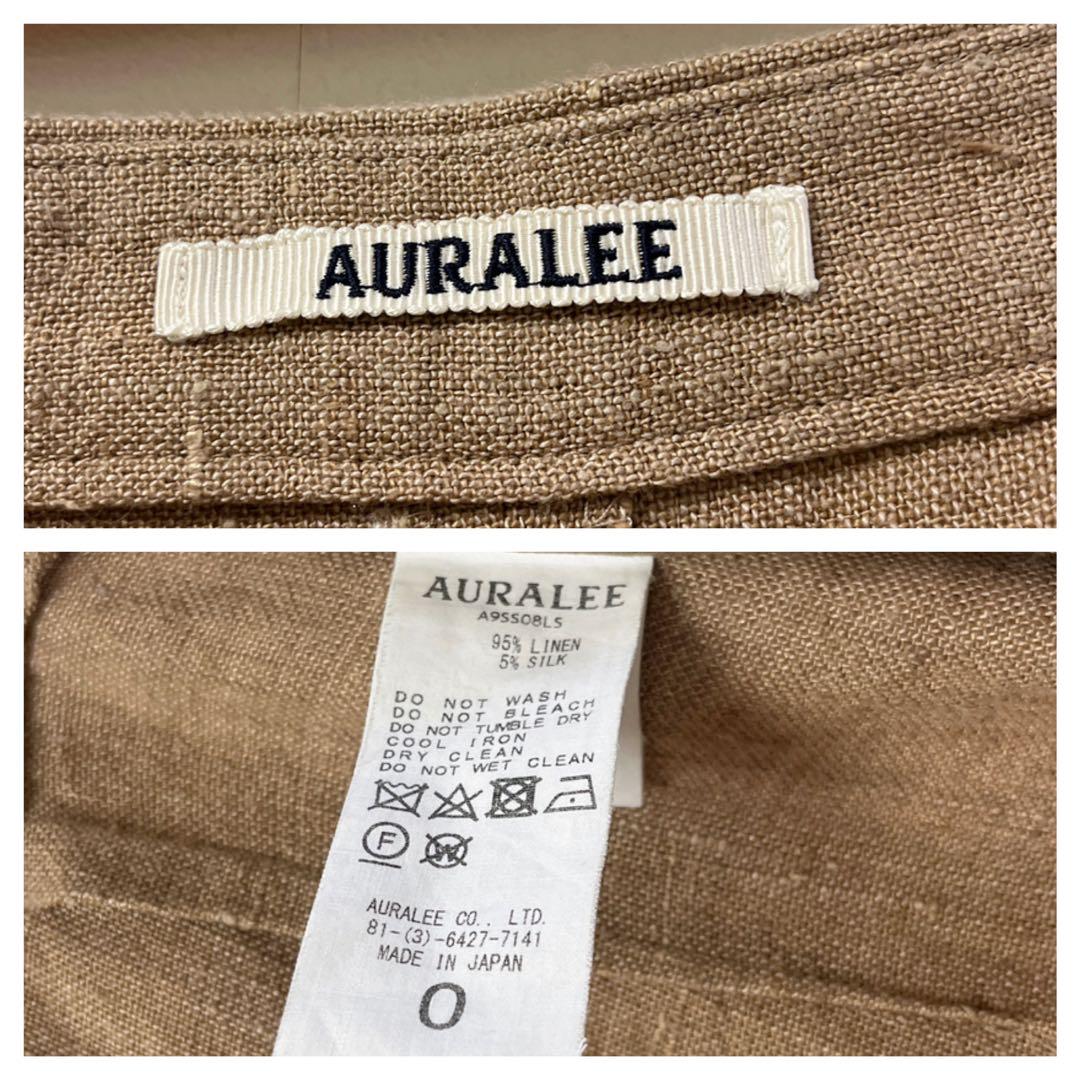 AURALEE
AURALEE
A9SS08LS
95% LINEN
5% SILK
DO NOT WASH
DO NOT BLEACH
DO NOT TUMBLE DRY
COOL IRON
DRY CLEAN
DO NOT WET CLEAN
F W
AURALEE CO., LTD.
81-(3)-6427-7141
MADE IN JAPAN
0